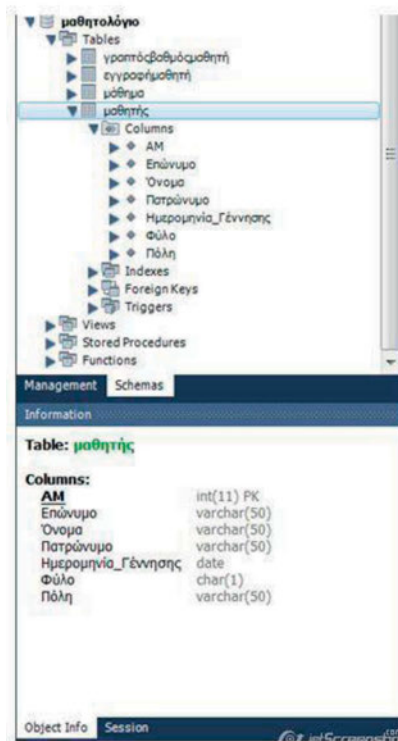 μαθητολόγιο
Tables
γραπτόςβαθμόςμαθητή
εγγραφήμαθητή
μάθημα
μαθητής
Columns
ΑΜ
Επώνυμο
Όνομα
Πατρώνυμο
Ημερομηνία_Γέννησης
Φύλο
Πόλη
Indexes
Foreign Keys
Triggers
Views
Stored Procedures
Functions
Management Schemas
Information
Table: μαθητής
Columns:
ΑΜ int(11) PK
Επώνυμο varchar(50)
Όνομα varchar(50)
Πατρώνυμο varchar(50)
Ημερομηνία_Γέννησης date
Φύλο char(1)
Πόλη varchar(50)
Object Info Session